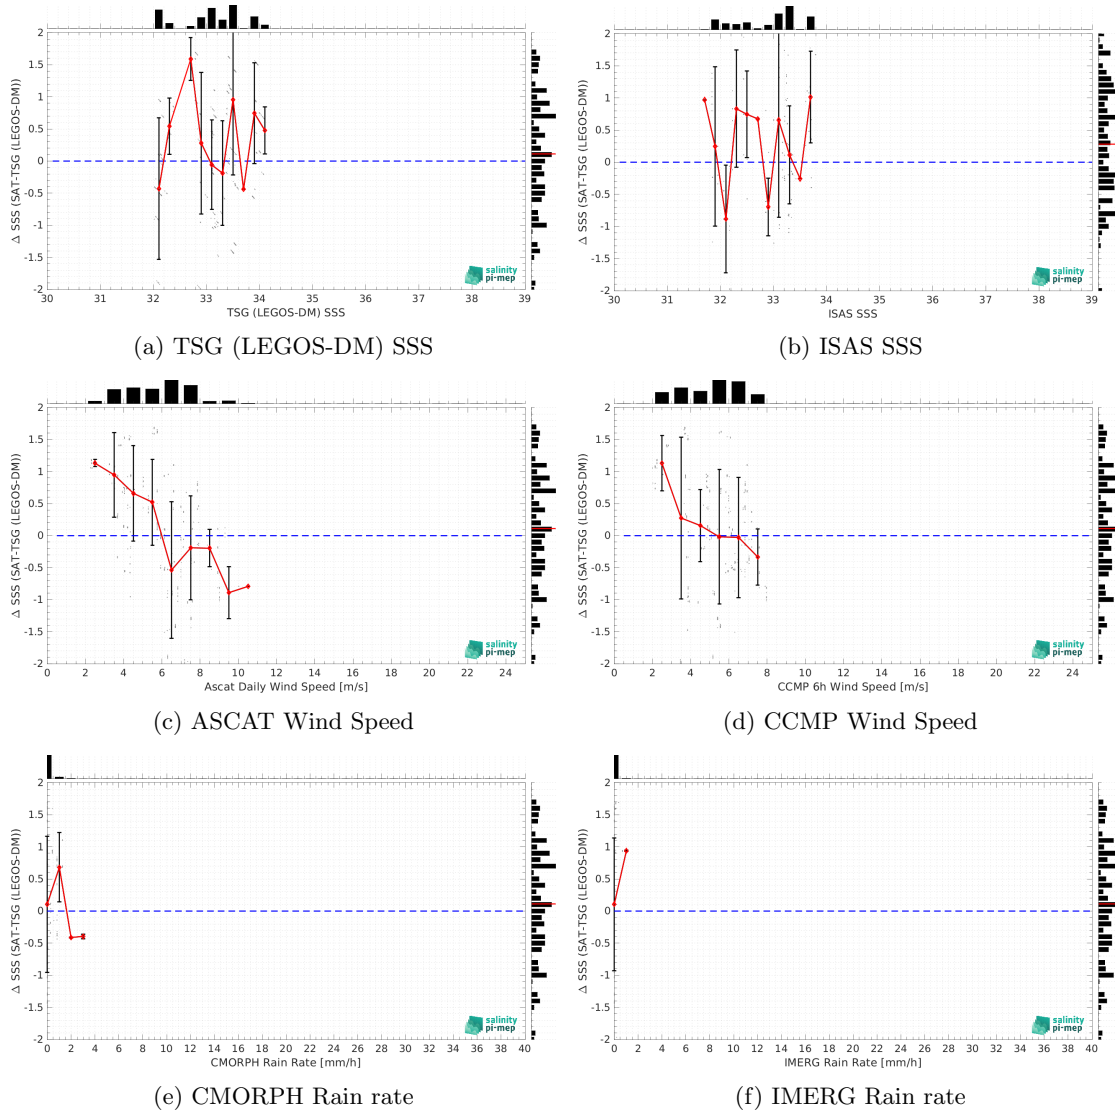 2
1.5
1
0.5
0
-0.5
-1
-1.5
-2
Δ SSS (SAT-TSG (LEGOS-DM))
30 31 32 33 34 35 36 37 38 39
TSG (LEGOS-DM) SSS
salinity
pi-mep
(a) TSG (LEGOS-DM) SSS
2
1.5
1
0.5
0
-0.5
-1
-1.5
-2
Δ SSS (SAT-TSG (LEGOS-DM))
30 31 32 33 34 35 36 37 38 39
ISAS SSS
salinity
pi-mep
(b) ISAS SSS
2
1.5
1
0.5
0
-0.5
-1
-1.5
-2
Δ SSS (SAT-TSG (LEGOS-DM))
0 2 4 6 8 10 12 14 16 18 20 22 24
Ascat Daily Wind Speed [m/s]
salinity
pi-mep
(c) ASCAT Wind Speed
2
1.5
1
0.5
0
-0.5
-1
-1.5
-2
Δ SSS (SAT-TSG (LEGOS-DM))
0 2 4 6 8 10 12 14 16 18 20 22 24
CCMP 6h Wind Speed [m/s]
salinity
pi-mep
(d) CCMP Wind Speed
2
1.5
1
0.5
0
-0.5
-1
-1.5
-2
Δ SSS (SAT-TSG (LEGOS-DM))
0 2 4 6 8 10 12 14 16 18 20 22 24 26 28 30 32 34 36 38 40
CMORPH Rain Rate [mm/h]
salinity
pi-mep
(e) CMORPH Rain rate
2
1.5
1
0.5
0
-0.5
-1
-1.5
-2
Δ SSS (SAT-TSG (LEGOS-DM))
0 2 4 6 8 10 12 14 16 18 20 22 24 26 28 30 32 34 36 38 40
IMERG Rain Rate [mm/h]
salinity
pi-mep
(f) IMERG Rain rate